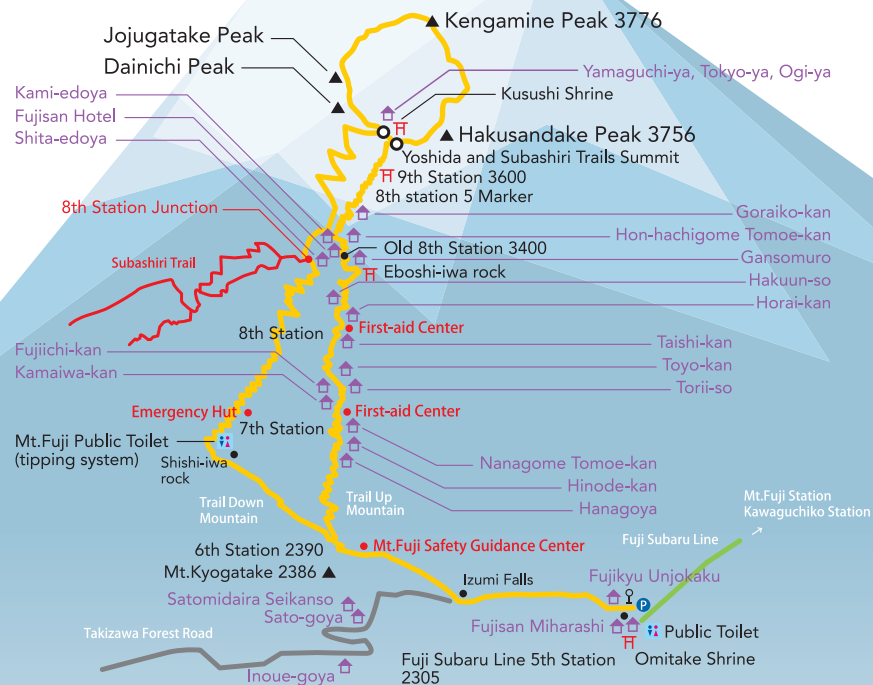 Kengamine Peak 3776
Jojugatake Peak
Dainichi Peak
Yamaguchi-ya, Tokyo-ya, Ogi-ya
Kami-edoya
Kusushi Shrine
Fujisan Hotel
Shita-edoya
Hakusandake Peak 3756
Yoshida and Subashiri Trails Summit
9th Station 3600
8th station 5 Marker
8th Station Junction
Goraiko-kan
Hon-hachigome Tomoe-kan
Old 8th Station 3400
Gansomuro
Subashiri Trail
Eboshi-iwa rock
Hakuun-so
Horai-kan
8th Station
First-aid Center
Taishi-kan
Fujiichi-kan
Toyo-kan
Kamaiwa-kan
Torii-so
Emergency Hut
First-aid Center
7th Station
Mt.Fuji Public Toilet
(tipping system)
Shishi-iwa
rock
Nanagome Tomoe-kan
Hinode-kan
Hanagoya
Trail Down
Mountain
Trail Up
Mountain
Mt.Fuji Station
Kawaguchiko Station
Fuji Subaru Line
6th Station 2390
Mt.Fuji Safety Guidance Center
Mt.Kyogatake 2386
Izumi Falls
Fujikyu Unjokaku
P
Satomidaira Seikanso
Sato-goya
Fujisan Miharashi
Public Toilet
Takizawa Forest Road
Omitake Shrine
Fuji Subaru Line 5th Station
2305
Inoue-goya